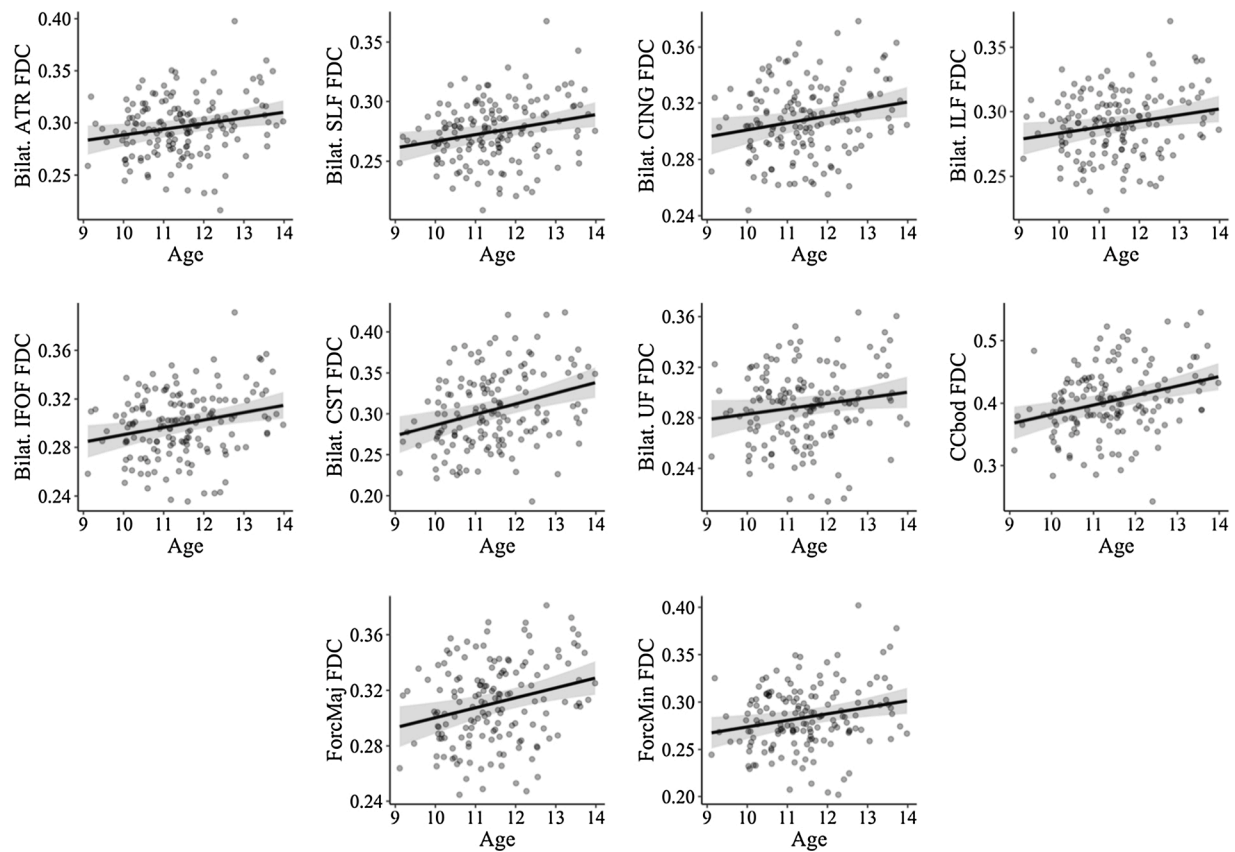 Bilat. ATR FDC
0.40
0.35
0.30
0.25
9 10 11 12 13 14
Age
Bilat. SLF FDC
0.35
0.30
0.25
9 10 11 12 13 14
Age
Bilat. CING FDC
0.36
0.32
0.28
0.24
9 10 11 12 13 14
Age
Bilat. ILF FDC
0.35
0.30
0.25
9 10 11 12 13 14
Age
Bilat. IFOF FDC
0.36
0.32
0.28
0.24
9 10 11 12 13 14
Age
Bilat. CST FDC
0.40
0.35
0.30
0.25
0.20
9 10 11 12 13 14
Age
Bilat. UF FDC
0.36
0.32
0.28
0.24
9 10 11 12 13 14
Age
CCbod FDC
0.5
0.4
0.3
9 10 11 12 13 14
Age
ForcMaj FDC
0.36
0.32
0.28
0.24
9 10 11 12 13 14
Age
ForcMin FDC
0.40
0.35
0.30
0.25
0.20
9 10 11 12 13 14
Age